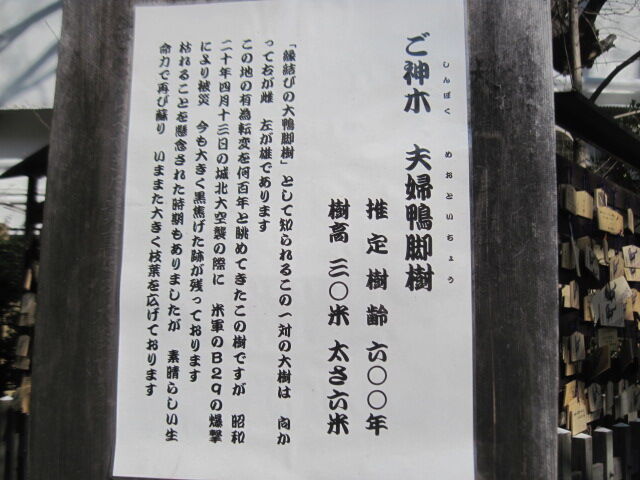 ご神木 夫婦鴨脚樹
しんぼく めおといちょう
推定樹齢 六〇〇年
樹高 三〇米 太さ六米
「縁結びの大鴨脚樹」として知られるこの一対の大樹は 向か
って右が雌 左が雄であります
この地の有為転変を何百年と眺めてきたこの樹ですが 昭和
二十年四月十三日の城北大空襲の際に 米軍のB29の爆撃
により被災 今も大きく黒焦げた跡が残っております
枯れることを懸念された時期もありましたが 素晴らしい生
命力で再び蘇り いままた大きく枝葉を広げております